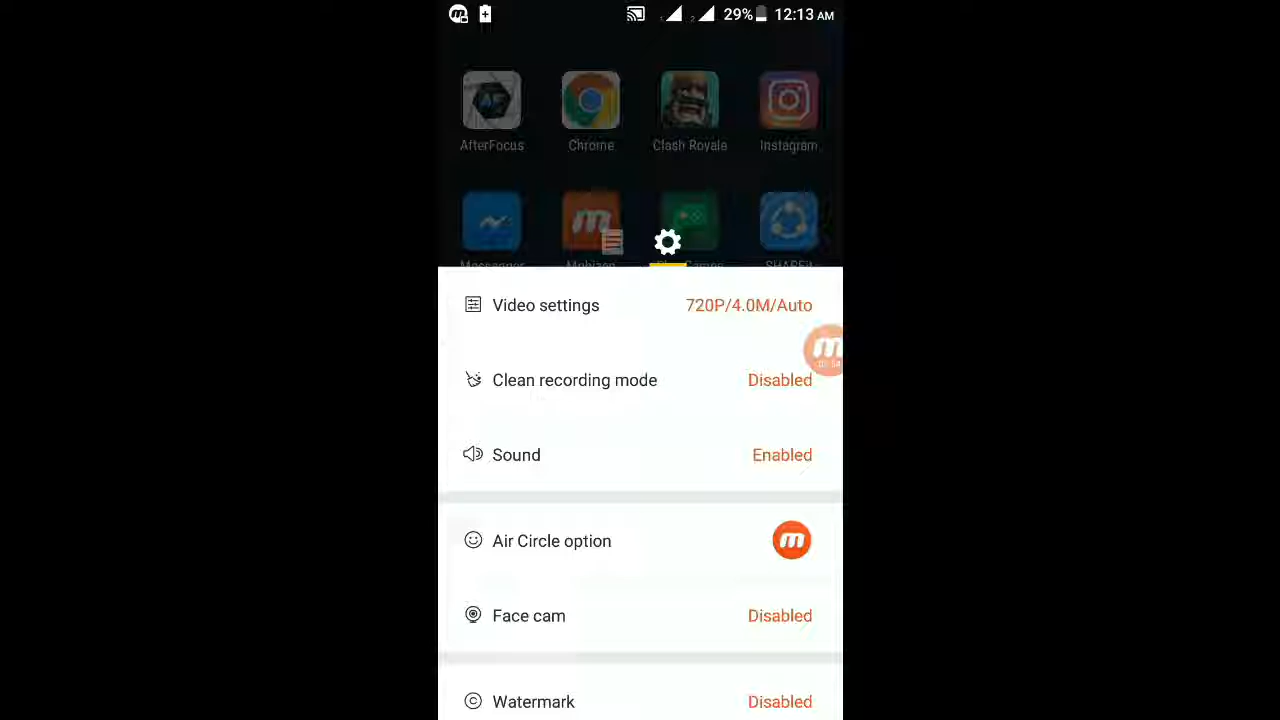 29% 12:13 AM
AfterFocus Chrome Clash Royale Instagram
Messenger Mobizen Play Games SHAREit
Video settings 720P/4.0M/Auto
Clean recording mode Disabled
Sound Enabled
Air Circle option
Face cam Disabled
Watermark Disabled